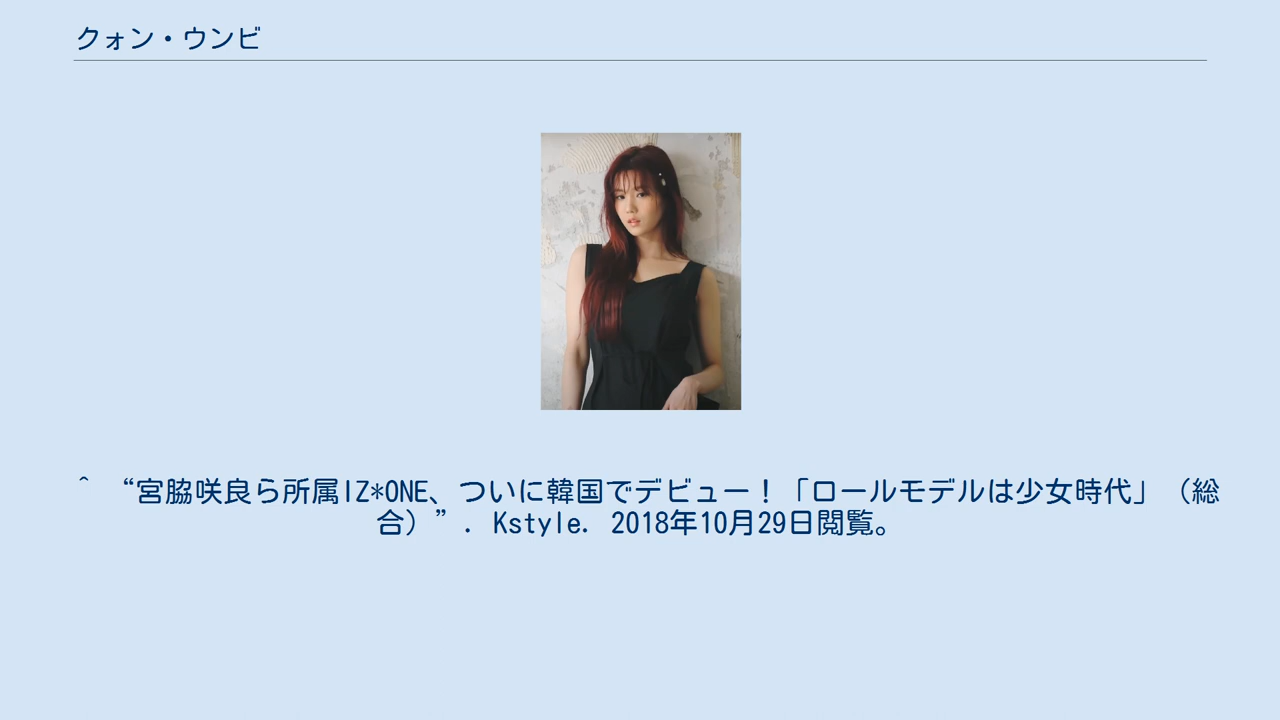 クォン・ウンビ
^ “宮脇咲良ら所属IZ*ONE、ついに韓国でデビュー！「ロールモデルは少女時代」（総
合）”. Kstyle. 2018年10月29日閲覧。